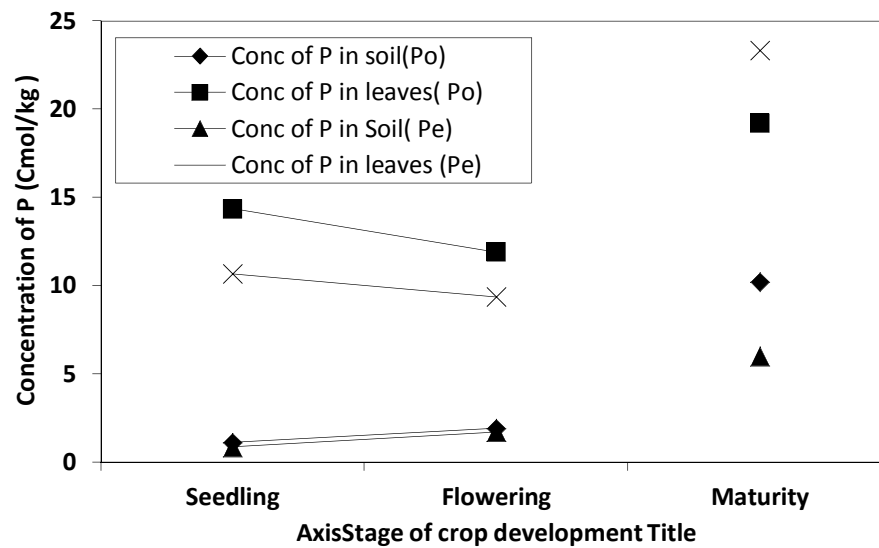 25
20
15
10
5
0
Concentration of P (Cmol/kg )
Conc of P in soil(Po)
Conc of P in leaves( Po)
Conc of P in Soil( Pe)
Conc of P in leaves (Pe)
Seedling Flowering Maturity
AxisStage of crop development Title